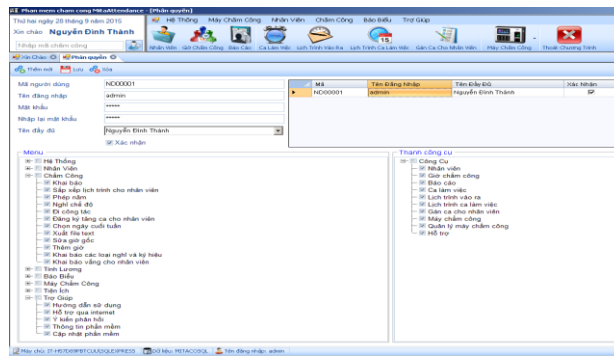 Phan mem cham cong MitaAttendance - [Phân quyền]
Thứ hai ngày 28 tháng 9 năm 2015
Hệ Thống Máy Chấm Công Nhân Viên Chấm Công Báo Biểu Trợ Giúp
Xin chào Nguyễn Đình Thành
Nhập mã chấm công
Nhân Viên Giờ Chấm Công Báo Cáo Ca Làm Việc Lịch Trình Vào Ra Lịch Trình Ca Làm Việc Gán Ca Cho Nhân Viên Máy Chấm Công Thoát Chương Trình
Xin Chào Phân quyền
Thêm mới Lưu Xóa
Mã người dùng ND00001
Tên đăng nhập admin
Mật khẩu *****
Nhập lại mật khẩu *****
Tên đầy đủ Nguyễn Đình Thành
Xác nhận
Mã Tên Đăng Nhập Tên Đầy Đủ Xác Nhận
ND00001 admin Nguyễn Đình Thành
Menu
Hệ Thống
Nhân Viên
Chấm Công
Khai báo
Sắp xếp lịch trình cho nhân viên
Phép năm
Nghỉ chế độ
Đi công tác
Đăng ký tăng ca cho nhân viên
Chọn ngày cuối tuần
Xuất file text
Sửa giờ gốc
Thêm giờ
Khai báo các loại nghỉ và ký hiệu
Khai báo vắng cho nhân viên
Tính Lương
Báo Biểu
Máy Chấm Công
Tiện Ích
Trợ Giúp
Hướng dẫn sử dụng
Hỗ trợ qua internet
Ý kiến phản hồi
Thông tin phần mềm
Cập nhật phần mềm
Thanh công cụ
Công Cụ
Nhân viên
Giờ chấm công
Báo cáo
Ca làm việc
Lịch trình vào ra
Lịch trình ca làm việc
Gán ca cho nhân viên
Máy chấm công
Quản lý máy chấm công
Hỗ trợ
Máy chủ: Dữ liệu: MITACOSQL Tên đăng nhập: admin